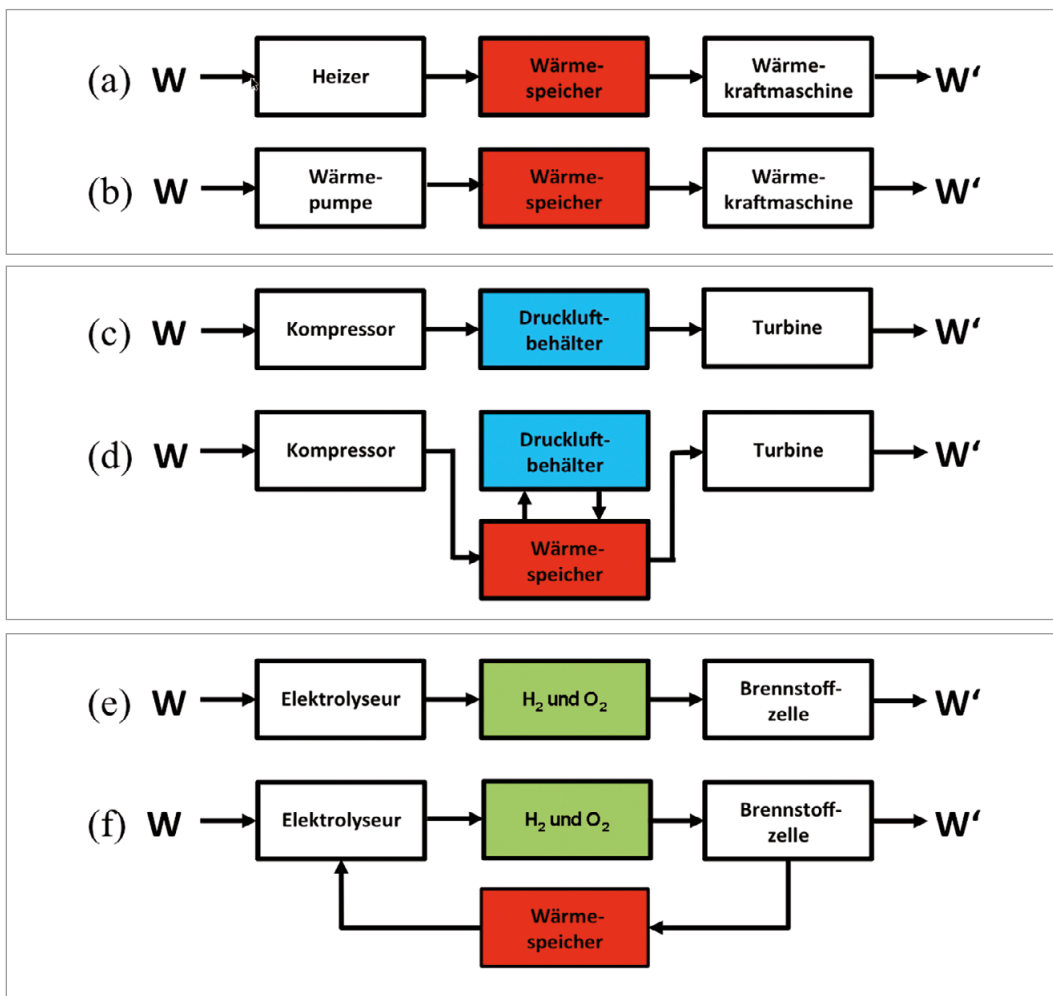 (a) W Heizer Wärme-
speicher Wärme-
kraftmaschine W‘
(b) W Wärme-
pumpe Wärme-
speicher Wärme-
kraftmaschine W‘
(c) W Kompressor Druckluft-
behälter Turbine W‘
(d) W Kompressor Druckluft-
behälter Turbine W‘
Wärme-
speicher
(e) W Elektrolyseur H₂ und O₂ Brennstoff-
zelle W‘
(f) W Elektrolyseur H₂ und O₂ Brennstoff-
zelle W‘
Wärme-
speicher